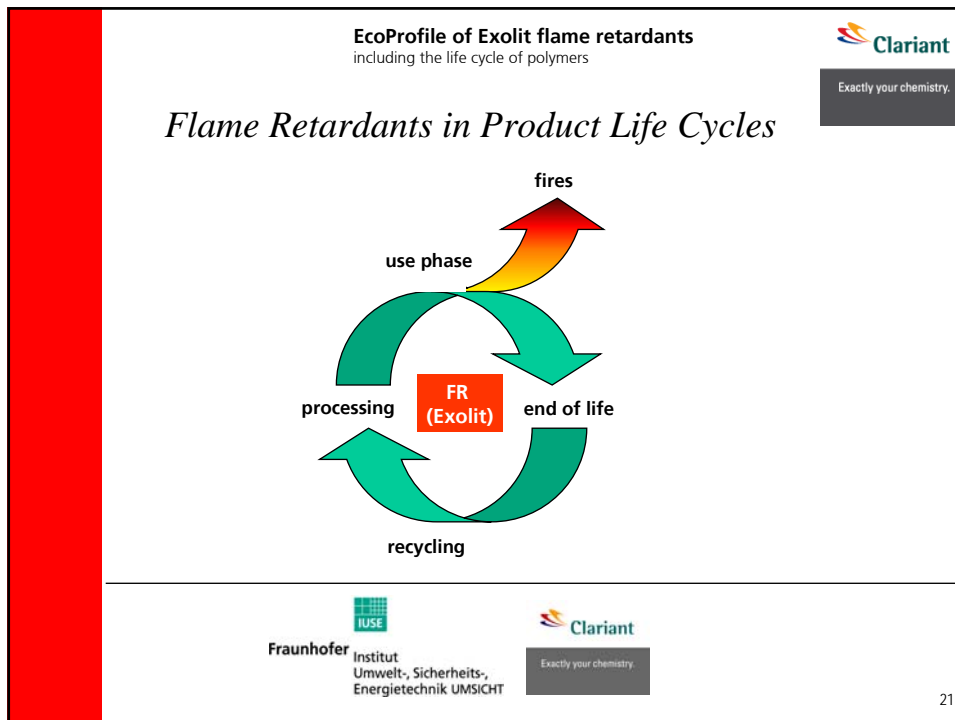 EcoProfile of Exolit flame retardants
including the life cycle of polymers
Clariant
Exactly your chemistry.
Flame Retardants in Product Life Cycles
fires
use phase
FR
(Exolit)
processing
end of life
recycling
IUSE
Fraunhofer
Institut
Umwelt-, Sicherheits-,
Energietechnik UMSICHT
Clariant
Exactly your chemistry.
21